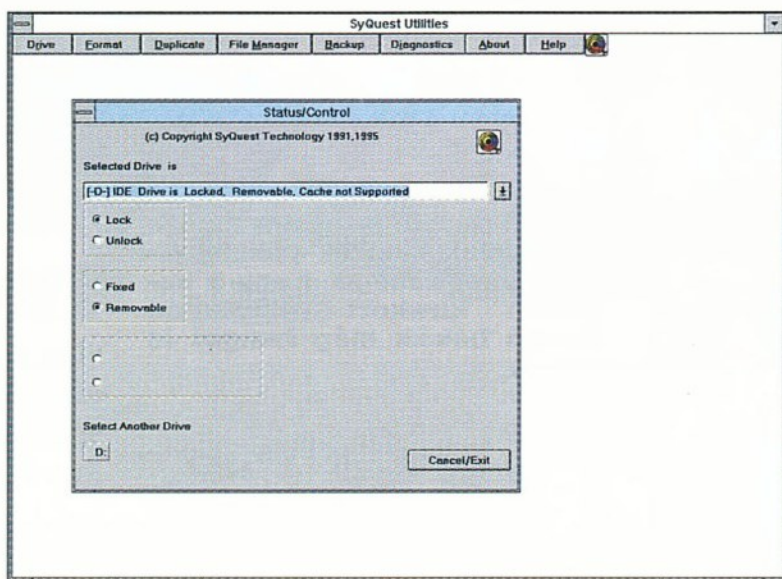 SyQuest Utilities
Drive Format Duplicate File Manager Backup Diagnostics About Help
Status/Control
(c) Copyright SyQuest Technology 1991,1995
Selected Drive is
[-D-] IDE Drive is Locked, Removable, Cache not Supported
Lock
Unlock
Fixed
Removable
Select Another Drive
D:
Cancel/Exit